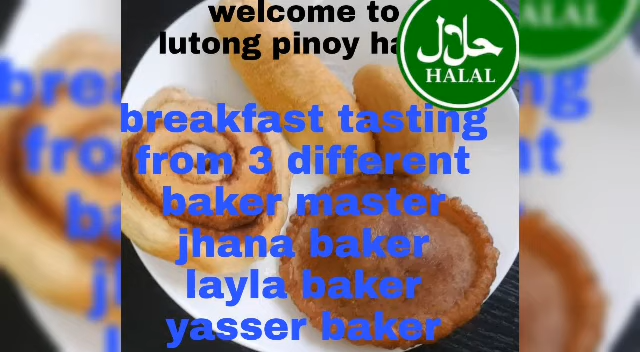 welcome to
lutong pinoy
حلال
HALAL
breakfast tasting
from 3 different
baker master
jhana baker
layla baker
yasser baker